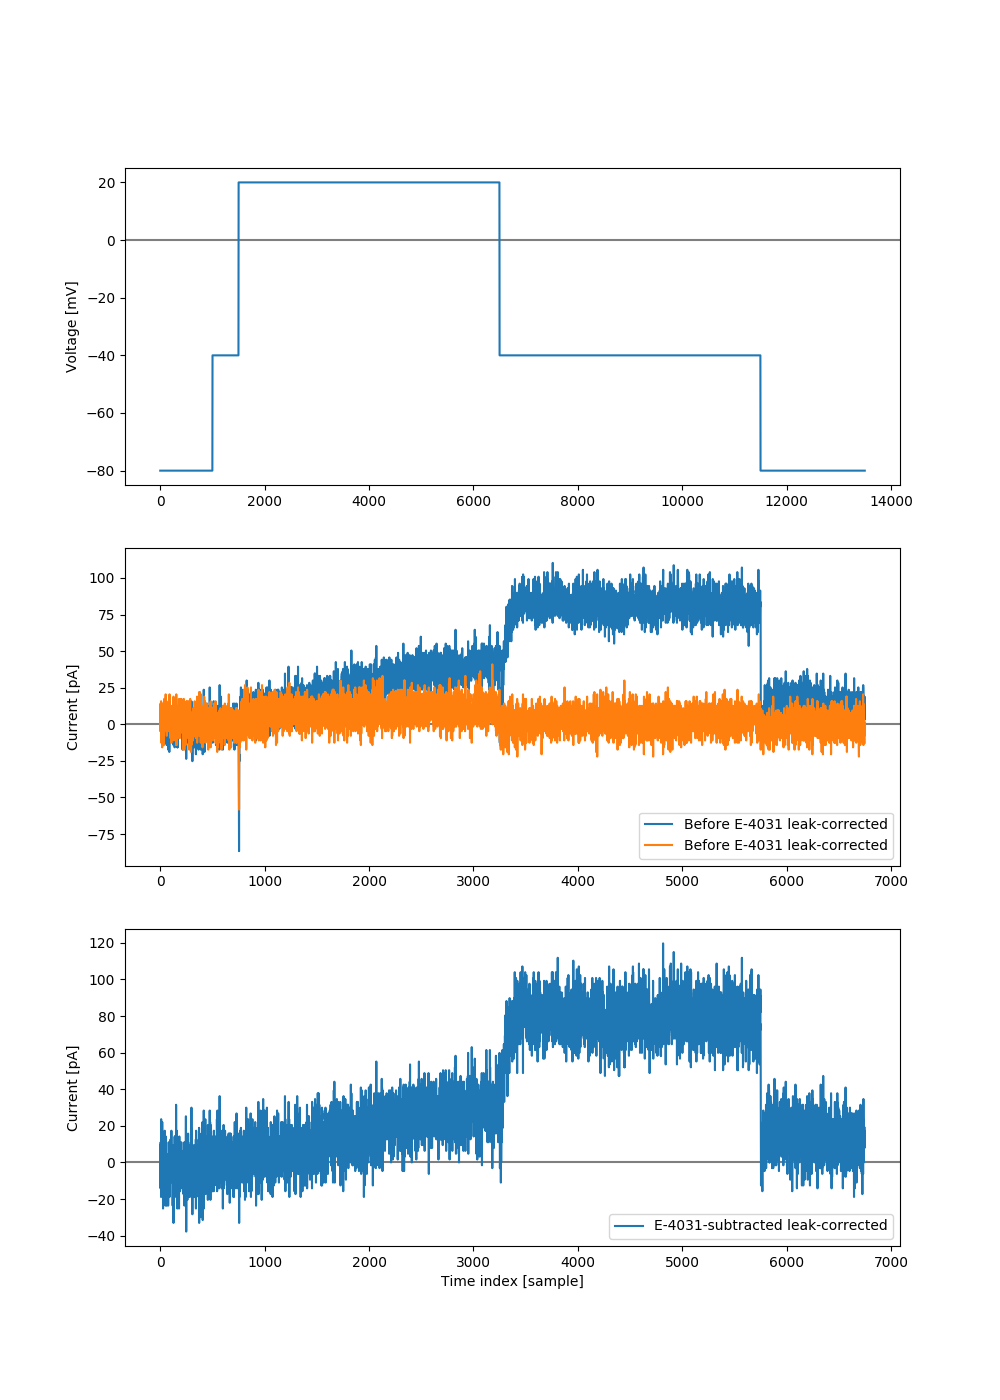 20
0
−20
−40
−60
−80
Voltage [mV]
0 2000 4000 6000 8000 10000 12000 14000
100
75
50
25
0
−25
−50
−75
Current [pA]
Before E-4031 leak-corrected
Before E-4031 leak-corrected
0 1000 2000 3000 4000 5000 6000 7000
120
100
80
60
40
20
0
−20
−40
Current [pA]
E-4031-subtracted leak-corrected
0 1000 2000 3000 4000 5000 6000 7000
Time index [sample]